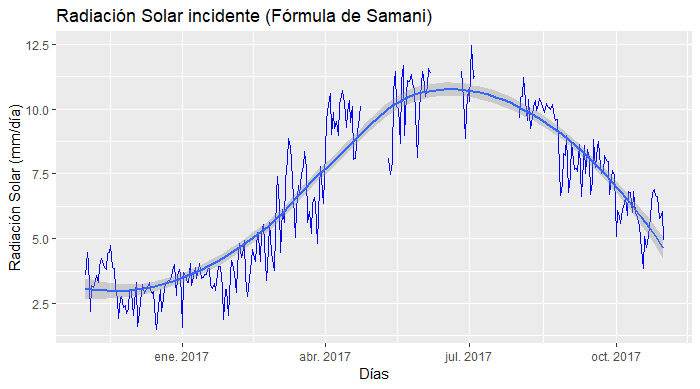 Radiación Solar incidente (Fórmula de Samani)
12.5
10.0
7.5
5.0
2.5
Radiación Solar (mm/día)
ene. 2017 abr. 2017 jul. 2017 oct. 2017
Días